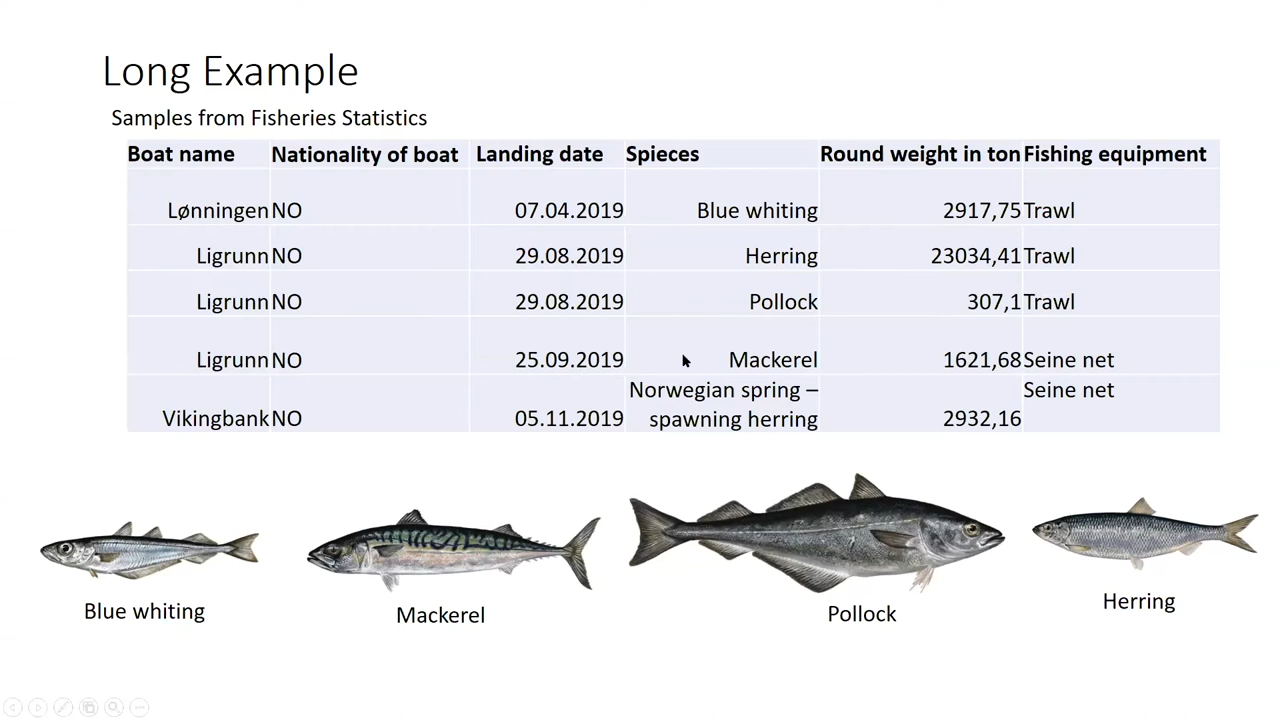 Long Example
Samples from Fisheries Statistics
Boat name Nationality of boat Landing date Spieces Round weight in ton Fishing equipment
Lønningen NO 07.04.2019 Blue whiting 2917,75 Trawl
Ligrunn NO 29.08.2019 Herring 23034,41 Trawl
Ligrunn NO 29.08.2019 Pollock 307,1 Trawl
Ligrunn NO 25.09.2019 Mackerel 1621,68 Seine net
Norwegian spring – Seine net
Vikingbank NO 05.11.2019 spawning herring 2932,16
Blue whiting
Mackerel
Pollock
Herring